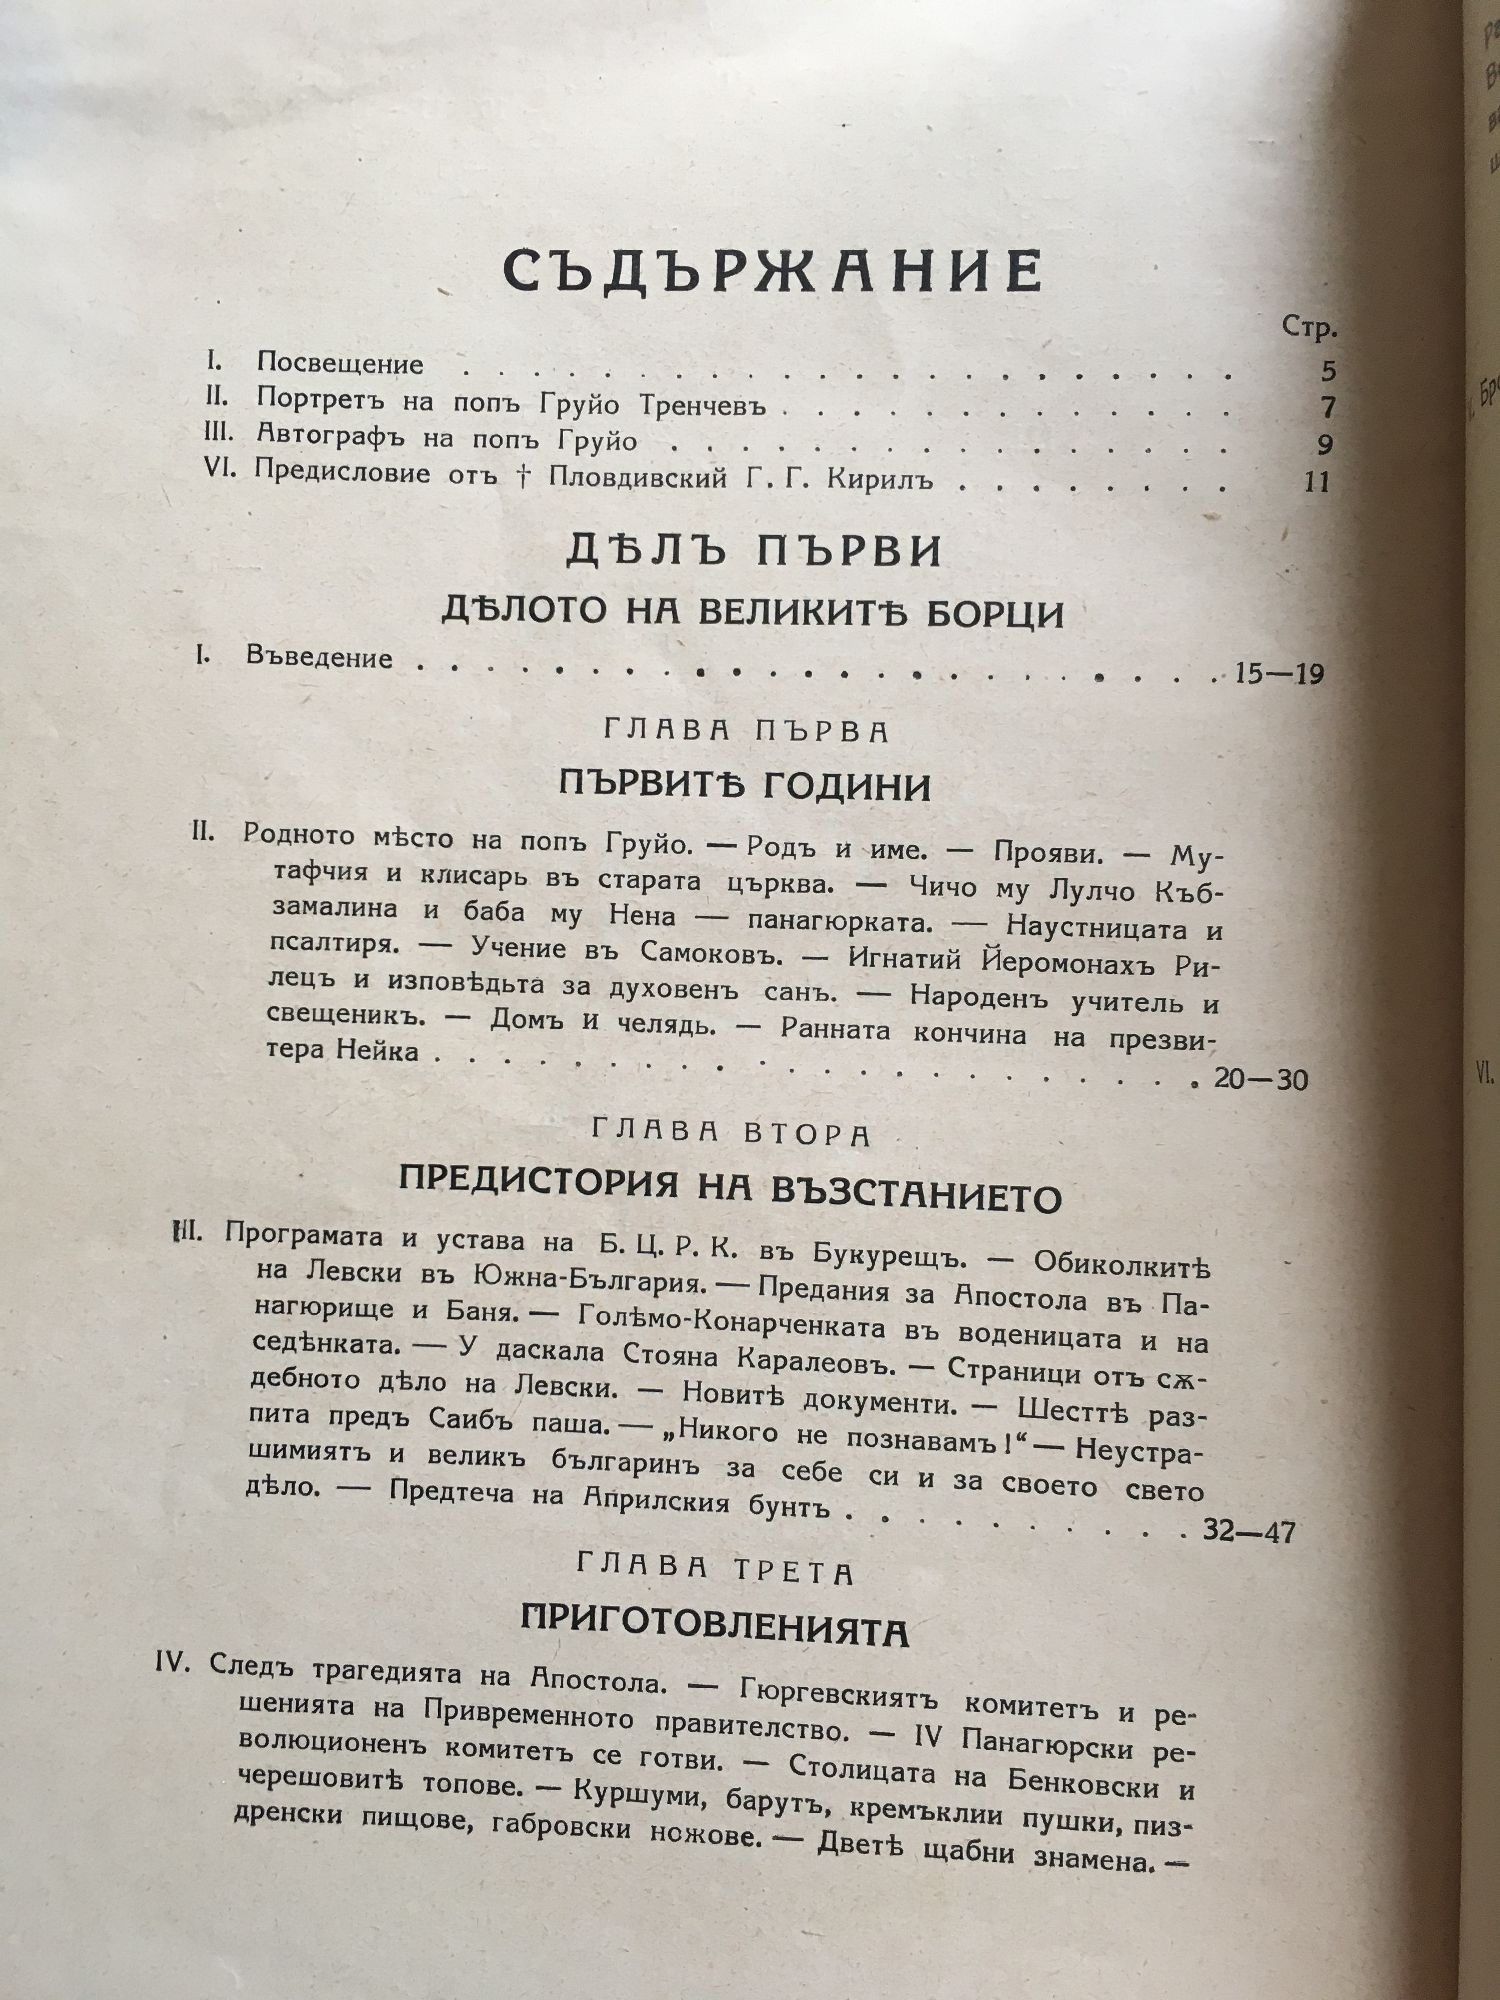 СЪДЪРЖАНИЕ
Стр.
I. Посвещение . . . . . . . . . . . . . . . . . . . . . . 5
II. Портретъ на попъ Груйо Тренчевъ . . . . . . . . . . . . . 7
III. Автографъ на попъ Груйо . . . . . . . . . . . . . . . . 9
VI. Предисловие отъ † Пловдивский Г. Г. Кирилъ . . . . . . . . 11
ДѢЛЪ ПЪРВИ
ДѢЛОТО НА ВЕЛИКИТѢ БОРЦИ
I. Въведение . . . . . . . . . . . . . . . . . . . . . . . 15—19
ГЛАВА ПЪРВА
ПЪРВИТѢ ГОДИНИ
II. Родното мѣсто на попъ Груйо. — Родъ и име. — Прояви. — Му-
тафчия и клисарь въ старата църква. — Чичо му Лулчо Къб-
замалина и баба му Нена — панагюрката. — Наустницата и
псалтиря. — Учение въ Самоковъ. — Игнатий Йеромонахъ Ри-
лецъ и изповѣдьта за духовенъ санъ. — Народенъ учитель и
свещеникъ. — Домъ и челядь. — Ранната кончина на презви-
тера Нейка . . . . . . . . . . . . . . . . . . . . . . 20—30
ГЛАВА ВТОРА
ПРЕДИСТОРИЯ НА ВЪЗСТАНИЕТО
III. Програмата и устава на Б. Ц. Р. К. въ Букурещъ. — Обиколкитѣ
на Левски въ Южна-България. — Предания за Апостола въ Па-
нагюрище и Баня. — Голѣмо-Конарченката въ воденицата и на
седѣнката. — У даскала Стояна Каралеовъ. — Страници отъ сѫ-
дебното дѣло на Левски. — Новитѣ документи. — Шесттѣ раз-
пита предъ Саибъ паша. — „Никого не познавамъ!“ — Неустра-
шимиятъ и великъ българинъ за себе си и за своето свето
дѣло. — Предтеча на Априлския бунтъ . . . . . . . . . . 32—47
ГЛАВА ТРЕТА
ПРИГОТОВЛЕНИЯТА
IV. Следъ трагедията на Апостола. — Гюргевскиятъ комитетъ и ре-
шенията на Привременното правителство. — IV Панагюрски ре-
волюционенъ комитетъ се готви. — Столицата на Бенковски и
черешовитѣ топове. — Куршуми, барутъ, кремъклии пушки, пиз-
дренски пищове, габровски ножове. — Дветѣ щабни знамена. —
VI.